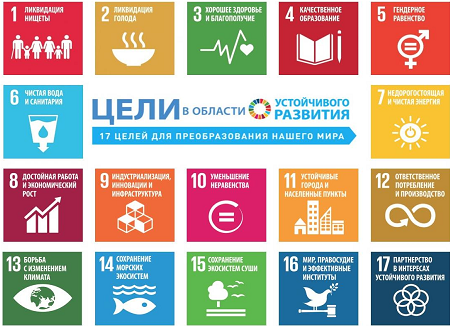 1 ЛИКВИДАЦИЯ
НИЩЕТЫ
2 ЛИКВИДАЦИЯ
ГОЛОДА
3 ХОРОШЕЕ ЗДОРОВЬЕ
И БЛАГОПОЛУЧИЕ
4 КАЧЕСТВЕННОЕ
ОБРАЗОВАНИЕ
5 ГЕНДЕРНОЕ
РАВЕНСТВО
6 ЧИСТАЯ ВОДА
И САНИТАРИЯ
ЦЕЛИ В ОБЛАСТИ УСТОЙЧИВОГО
РАЗВИТИЯ
17 ЦЕЛЕЙ ДЛЯ ПРЕОБРАЗОВАНИЯ НАШЕГО МИРА
7 НЕДОРОГОСТОЯЩАЯ
И ЧИСТАЯ ЭНЕРГИЯ
8 ДОСТОЙНАЯ РАБОТА
И ЭКОНОМИЧЕСКИЙ
РОСТ
9 ИНДУСТРИАЛИЗАЦИЯ,
ИННОВАЦИИ И
ИНФРАСТРУКТУРА
10 УМЕНЬШЕНИЕ
НЕРАВЕНСТВА
11 УСТОЙЧИВЫЕ
ГОРОДА И
НАСЕЛЕННЫЕ ПУНКТЫ
12 ОТВЕТСТВЕННОЕ
ПОТРЕБЛЕНИЕ
И ПРОИЗВОДСТВО
13 БОРЬБА
С ИЗМЕНЕНИЕМ
КЛИМАТА
14 СОХРАНЕНИЕ
МОРСКИХ
ЭКОСИСТЕМ
15 СОХРАНЕНИЕ
ЭКОСИСТЕМ СУШИ
16 МИР, ПРАВОСУДИЕ
И ЭФФЕКТИВНЫЕ
ИНСТИТУТЫ
17 ПАРТНЕРСТВО
В ИНТЕРЕСАХ
УСТОЙЧИВОГО РАЗВИТИЯ